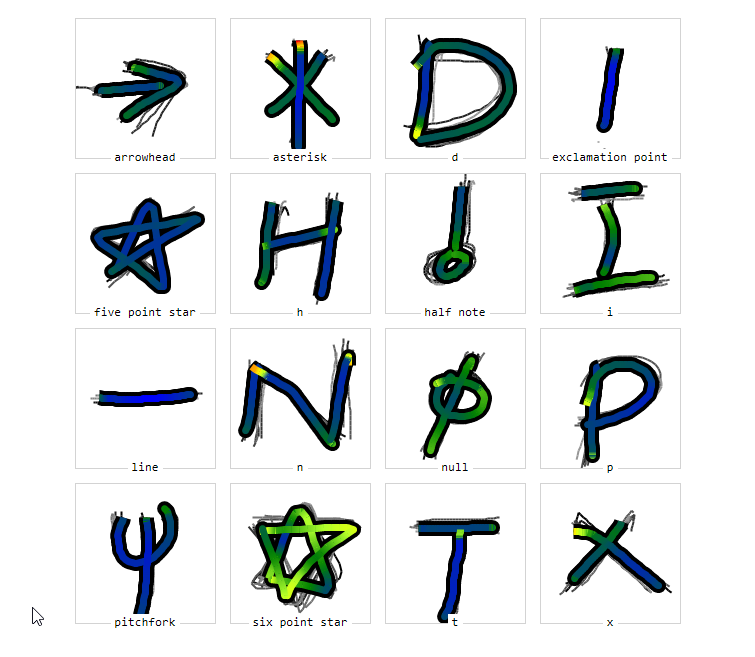 arrowhead asterisk d exclamation point
five point star h half note i
line n null p
pitchfork six point star t x